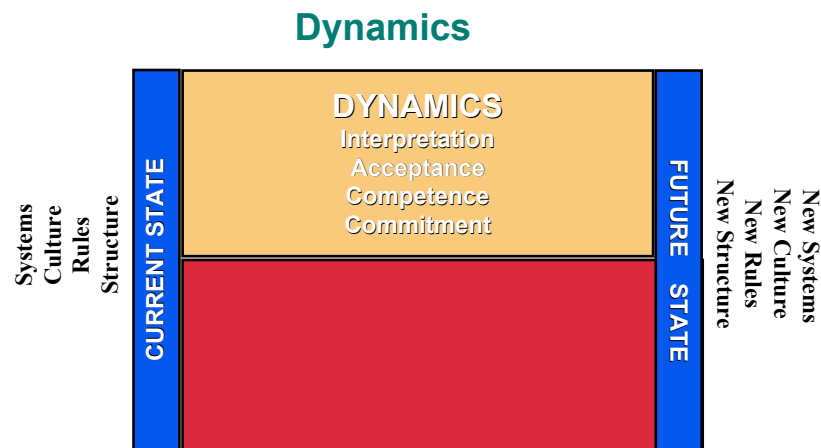 Dynamics
Systems
Culture
Rules
Structure
CURRENT STATE
DYNAMICS
Interpretation
Acceptance
Competence
Commitment
FUTURE STATE
New Systems
New Culture
New Rules
New Structure